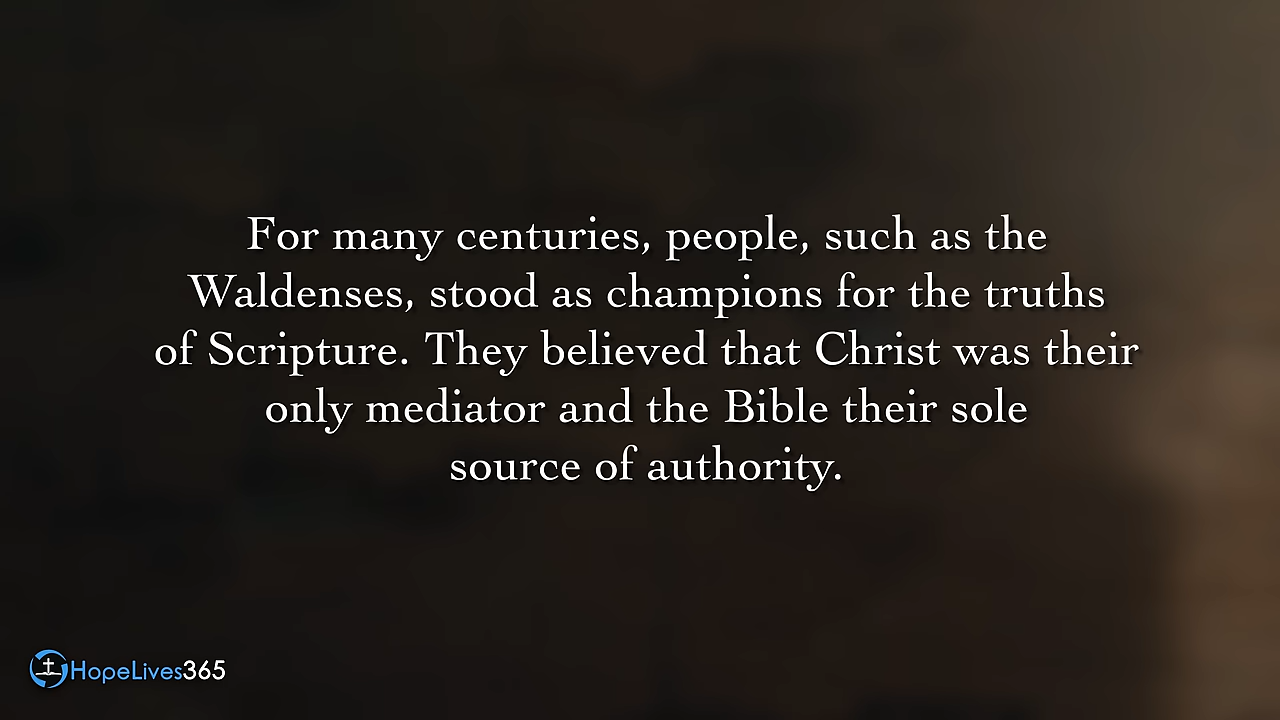 For many centuries, people, such as the
Waldenses, stood as champions for the truths
of Scripture. They believed that Christ was their
only mediator and the Bible their sole
source of authority.
HopeLives365